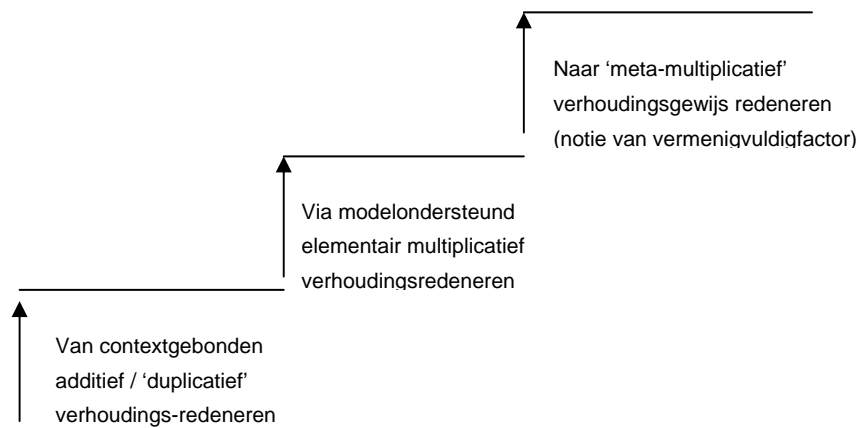 Naar ‘meta-multiplicatief’
verhoudingsgewijs redeneren
(notie van vermenigvuldigfactor)
Via modelondersteund
elementair multiplicatief
verhoudingsredeneren
Van contextgebonden
additief / ‘duplicatief’
verhoudings-redeneren